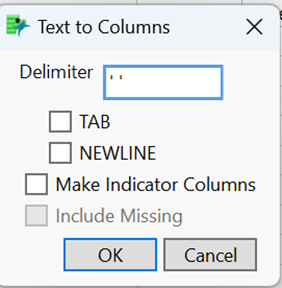 Text to Columns
Delimiter ' '
TAB
NEWLINE
Make Indicator Columns
Include Missing
OK Cancel